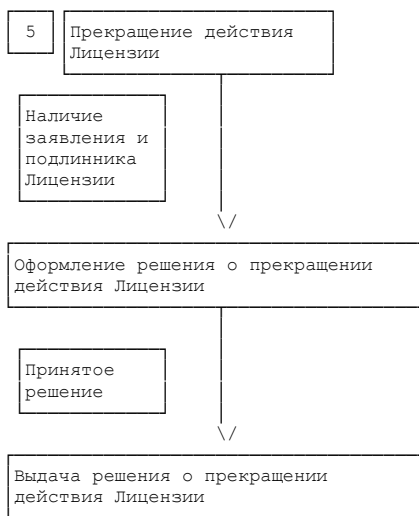 5
Прекращение действия
Лицензии
Наличие
заявления и
подлинника
Лицензии
Оформление решения о прекращении
действия Лицензии
Принятое
решение
Выдача решения о прекращении
действия Лицензии